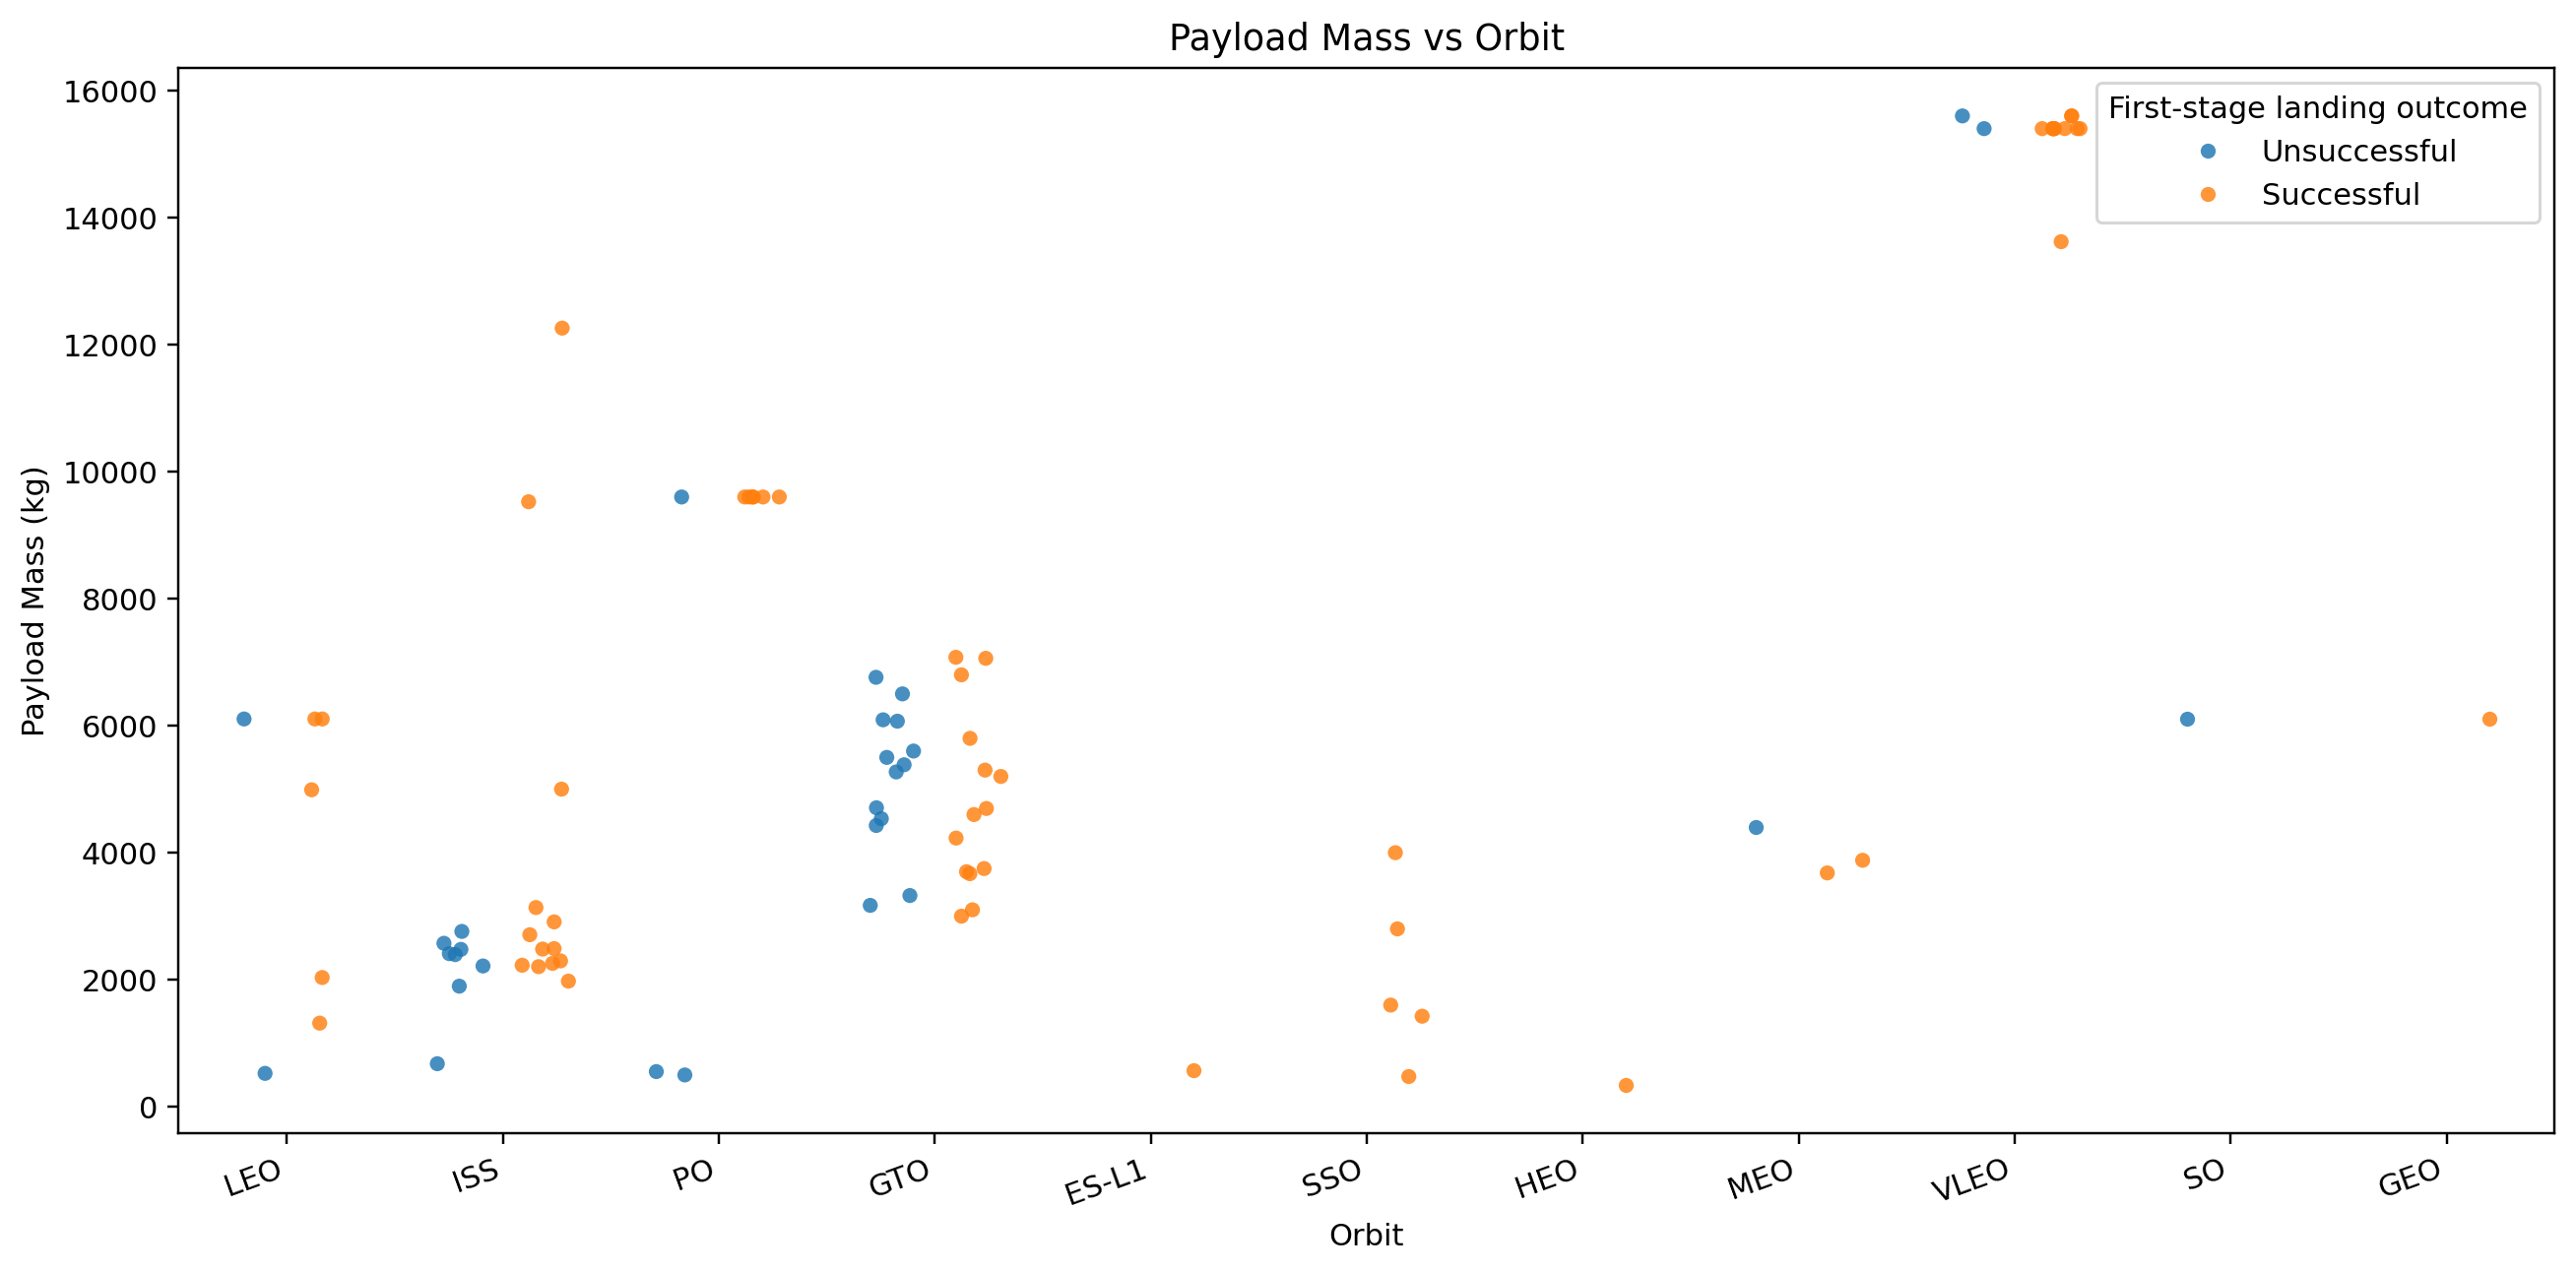 Payload Mass vs Orbit
16000
14000
12000
10000
8000
6000
4000
2000
0
Payload Mass (kg)
First-stage landing outcome
Unsuccessful
Successful
LEO
ISS
PO
GTO
ES-L1
SSO
HEO
MEO
VLEO
SO
GEO
Orbit